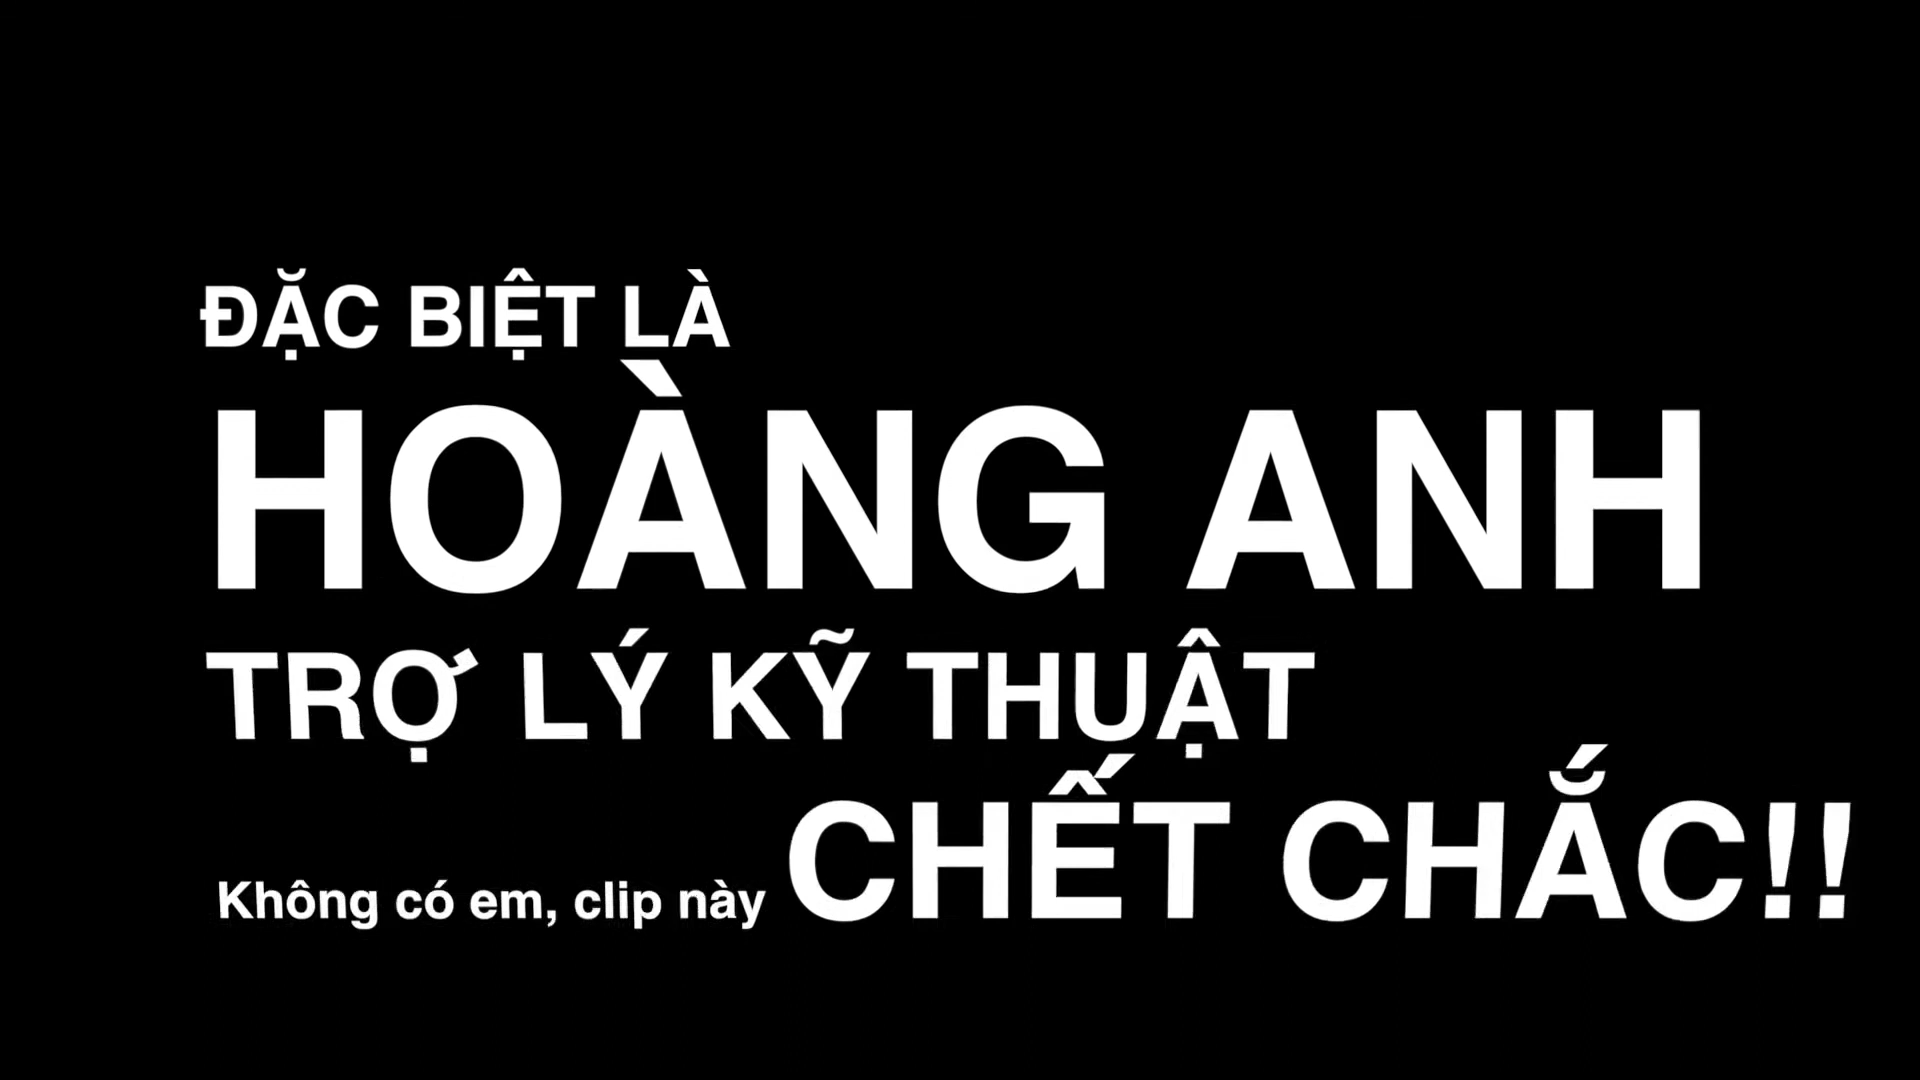 ĐẶC BIỆT LÀ
HOÀNG ANH
TRỢ LÝ KỸ THUẬT
Không có em, clip này CHẾT CHẮC!!